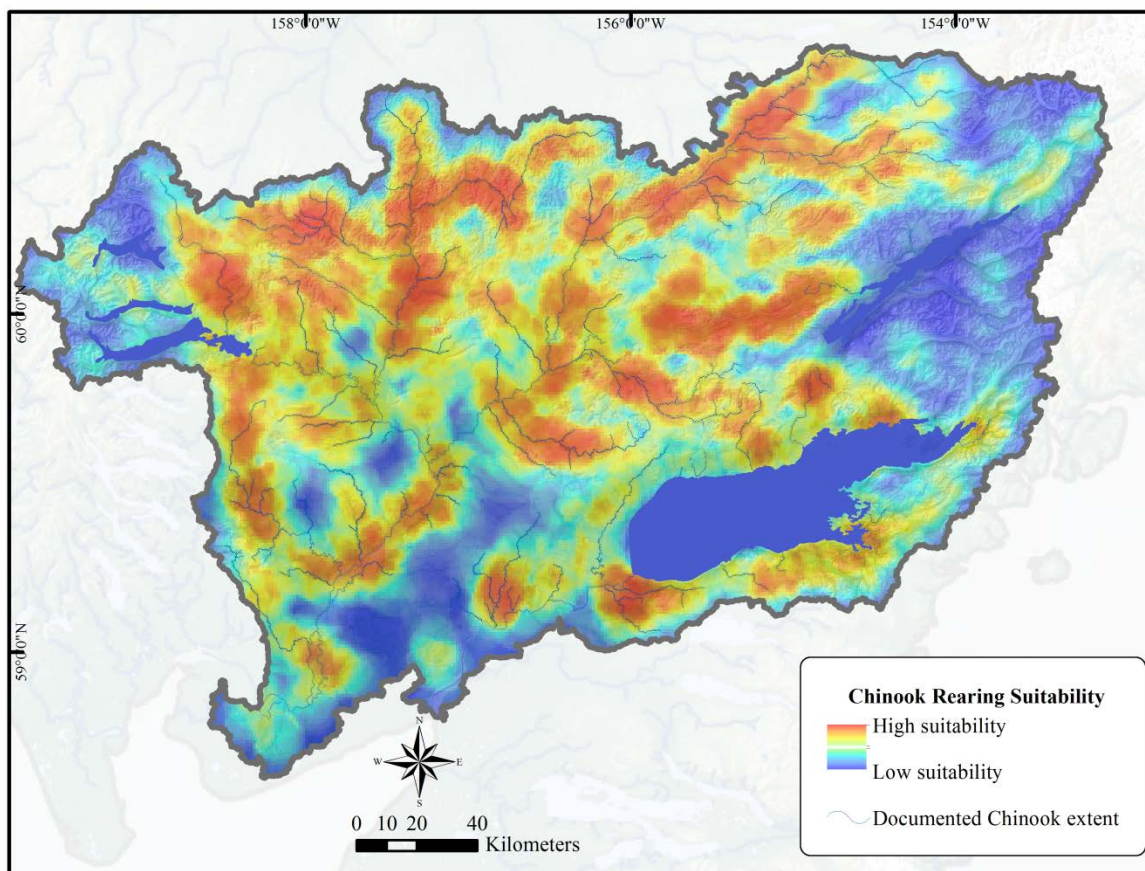 158°0'0"W
156°0'0"W
154°0'0"W
60°0'0"N
59°0'0"N
N
W
E
S
0 10 20 40
Kilometers
Chinook Rearing Suitability
High suitability
Low suitability
Documented Chinook extent